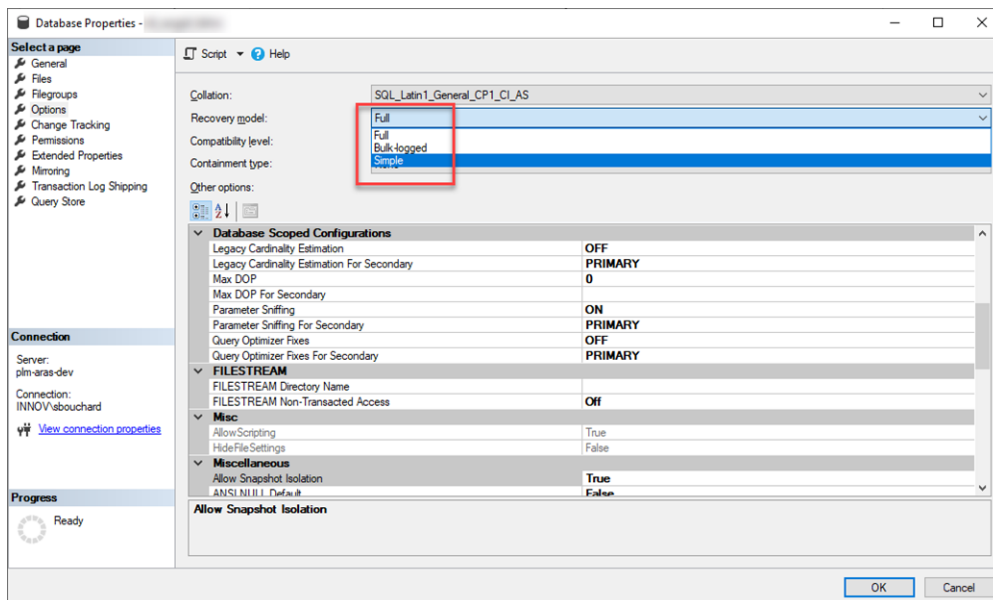 Database Properties -
Select a page
General
Files
Filegroups
Options
Change Tracking
Permissions
Extended Properties
Mirroring
Transaction Log Shipping
Query Store
Connection
Server:
plm-aras-dev
Connection:
INNOV\sbouchard
View connection properties
Progress
Ready
Script Help
Collation: SQL_Latin1_General_CP1_CI_AS
Recovery model: Full
Full
Compatibility level:
Bulk-logged
Simple
Containment type:
Other options:
Database Scoped Configurations
Legacy Cardinality Estimation OFF
Legacy Cardinality Estimation For Secondary PRIMARY
Max DOP 0
Max DOP For Secondary
Parameter Sniffing ON
Parameter Sniffing For Secondary PRIMARY
Query Optimizer Fixes OFF
Query Optimizer Fixes For Secondary PRIMARY
FILESTREAM
FILESTREAM Directory Name
FILESTREAM Non-Transacted Access Off
Misc
AllowScripting True
HideFileSettings False
Miscellaneous
Allow Snapshot Isolation True
ANSI NULL Default False
Allow Snapshot Isolation
OK Cancel